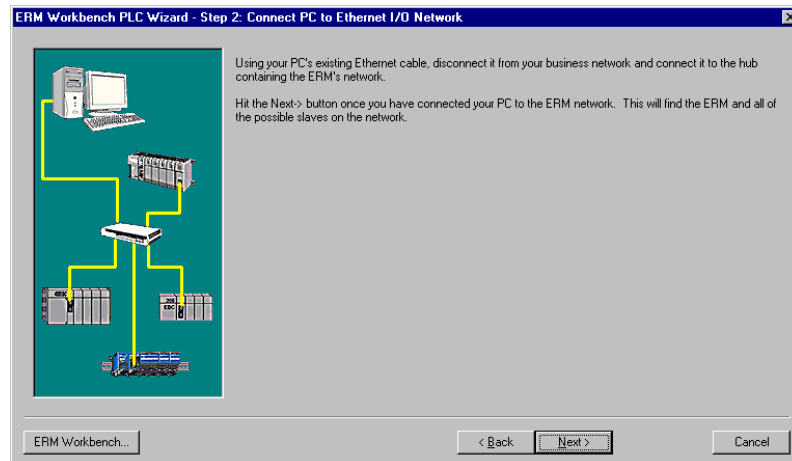 ERM Workbench PLC Wizard - Step 2: Connect PC to Ethernet I/O Network
Using your PC's existing Ethernet cable, disconnect it from your business network and connect it to the hub
containing the ERM's network.
Hit the Next-> button once you have connected your PC to the ERM network. This will find the ERM and all of
the possible slaves on the network.
205
EBC
ERM Workbench...
< Back
Next >
Cancel